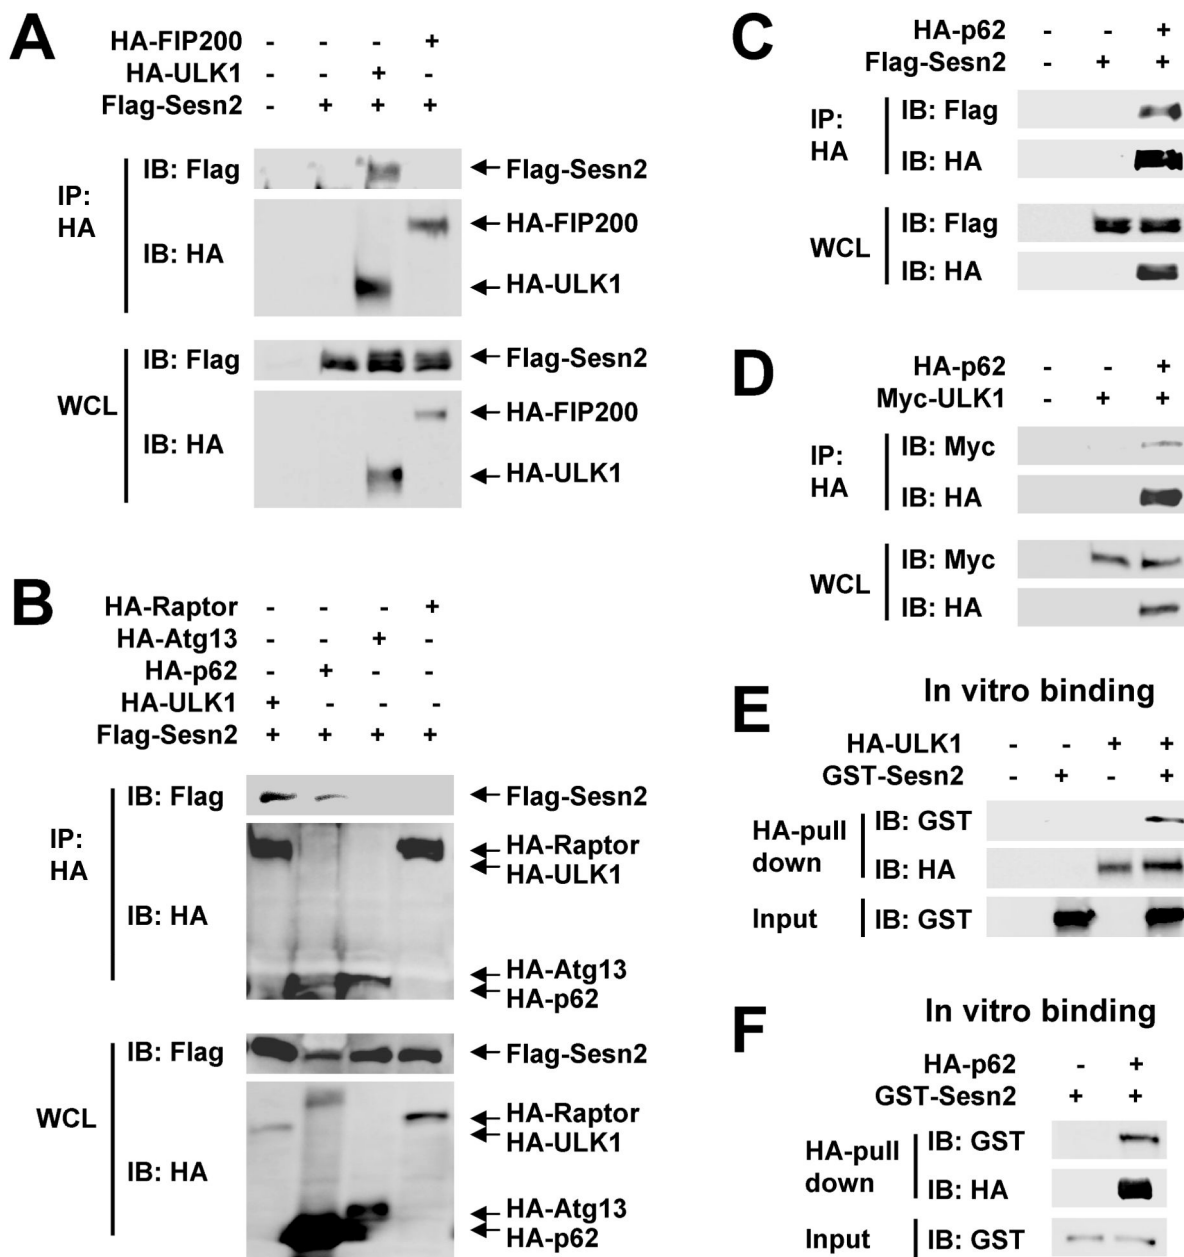 A
HA-FIP200 - - - +
HA-ULK1 - - + -
Flag-Sesn2 - + + +
IP:
HA
IB: Flag
Flag-Sesn2
HA-FIP200
IB: HA
HA-ULK1
WCL
IB: Flag
Flag-Sesn2
HA-FIP200
IB: HA
HA-ULK1
B
HA-Raptor - - - +
HA-Atg13 - - + -
HA-p62 - + - -
HA-ULK1 + - - -
Flag-Sesn2 + + + +
IP:
HA
IB: Flag
Flag-Sesn2
HA-Raptor
HA-ULK1
IB: HA
HA-Atg13
HA-p62
WCL
IB: Flag
Flag-Sesn2
HA-Raptor
HA-ULK1
IB: HA
HA-Atg13
HA-p62
C
HA-p62 - - +
Flag-Sesn2 - + +
IP:
HA
IB: Flag
IB: HA
WCL
IB: Flag
IB: HA
D
HA-p62 - - +
Myc-ULK1 - + +
IP:
HA
IB: Myc
IB: HA
WCL
IB: Myc
IB: HA
E
In vitro binding
HA-ULK1 - - + +
GST-Sesn2 - + - +
HA-pull
down
IB: GST
IB: HA
Input
IB: GST
F
In vitro binding
HA-p62 - +
GST-Sesn2 + +
HA-pull
down
IB: GST
IB: HA
Input
IB: GST